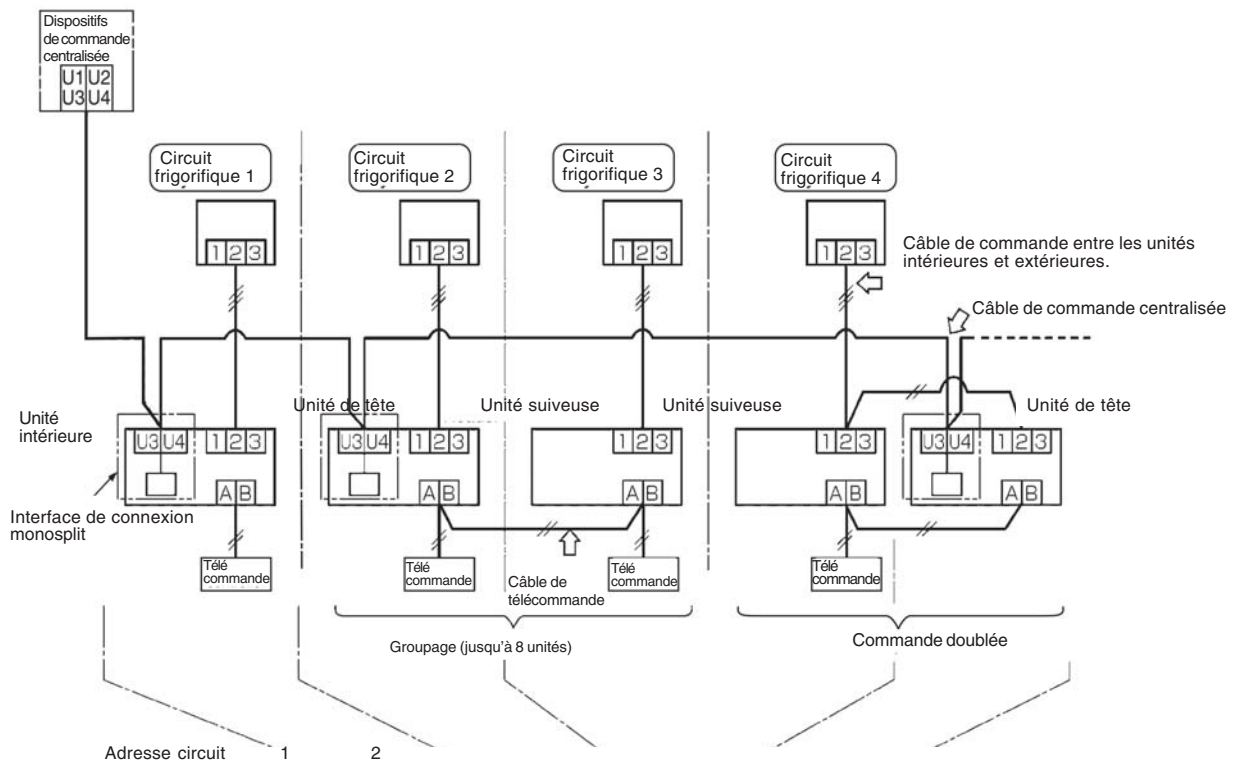 Dispositifs
de commande
centralisée
U1 U2
U3 U4
Circuit
frigorifique 1
Circuit
frigorifique 2
Circuit
frigorifique 3
Circuit
frigorifique 4
1 2 3
1 2 3
1 2 3
1 2 3
Câble de commande entre les unités
intérieures et extérieures.
Câble de commande centralisée
Unité
intérieure
Unité de tête
Unité suiveuse
Unité suiveuse
Unité de tête
U3 U4
1 2 3
U3 U4
1 2 3
1 2 3
1 2 3
U3 U4
1 2 3
A B
A B
A B
A B
A B
Interface de connexion
monosplit
Télé
commande
Télé
commande
Câble de
télécommande
Télé
commande
Télé
commande
Groupage (jusqu'à 8 unités)
Commande doublée
Adresse circuit 1 2